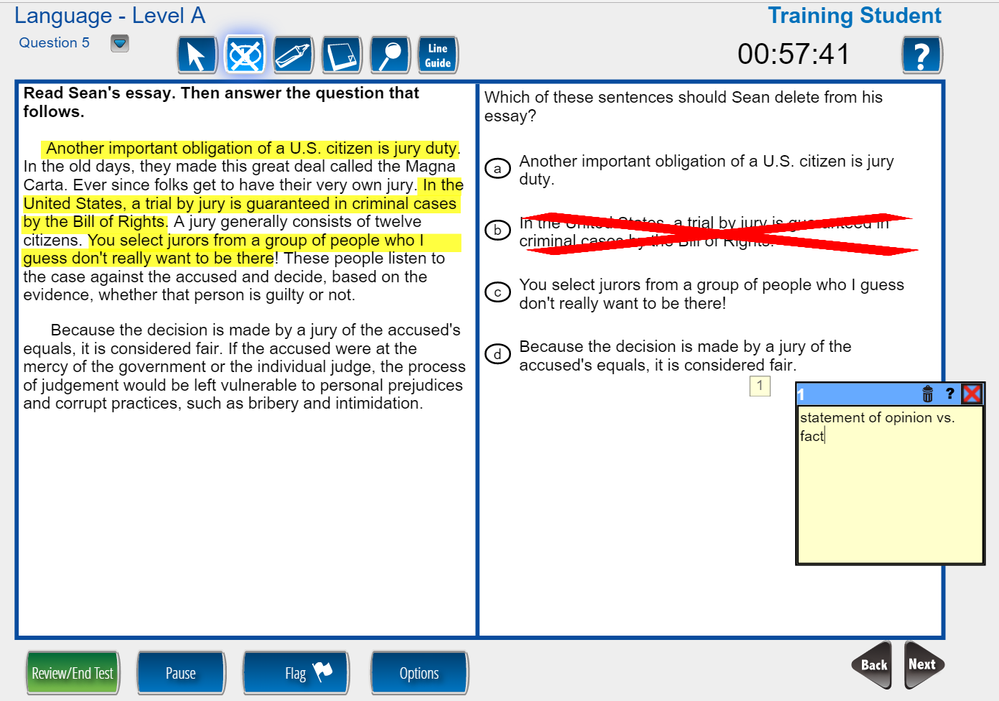 Language - Level A
Training Student
Question 5
Line
Guide
00:57:41
?
Read Sean's essay. Then answer the question that
follows.
Another important obligation of a U.S. citizen is jury duty.
In the old days, they made this great deal called the Magna
Carta. Ever since folks get to have their very own jury. In the
United States, a trial by jury is guaranteed in criminal cases
by the Bill of Rights. A jury generally consists of twelve
citizens. You select jurors from a group of people who I
guess don't really want to be there! These people listen to
the case against the accused and decide, based on the
evidence, whether that person is guilty or not.
Because the decision is made by a jury of the accused's
equals, it is considered fair. If the accused were at the
mercy of the government or the individual judge, the process
of judgement would be left vulnerable to personal prejudices
and corrupt practices, such as bribery and intimidation.
Which of these sentences should Sean delete from his
essay?
a Another important obligation of a U.S. citizen is jury
duty.
b In the United States, a trial by jury is guaranteed in
criminal cases by the Bill of Rights.
c You select jurors from a group of people who I guess
don't really want to be there!
d Because the decision is made by a jury of the
accused's equals, it is considered fair.
1
1 ?
statement of opinion vs.
fact
Review/End Test
Pause
Flag
Options
Back
Next